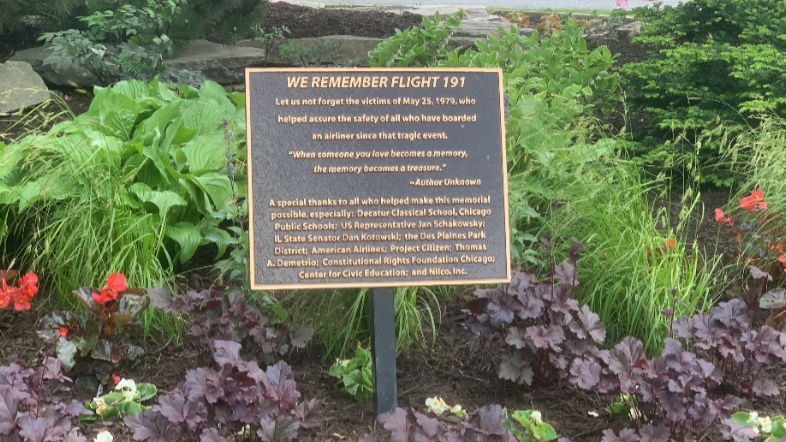 WE REMEMBER FLIGHT 191
Let us not forget the victims of May 25, 1979, who
helped assure the safety of all who have boarded
an airliner since that tragic event.
"When someone you love becomes a memory,
the memory becomes a treasure."
~Author Unknown
A special thanks to all who helped make this memorial
possible, especially: Decatur Classical School, Chicago
Public Schools; US Representative Jan Schakowsky;
IL State Senator Dan Kotowski; the Des Plaines Park
District; American Airlines; Project Citizen; Thomas
A. Demetrio; Constitutional Rights Foundation Chicago;
Center for Civic Education; and Nilco, Inc.